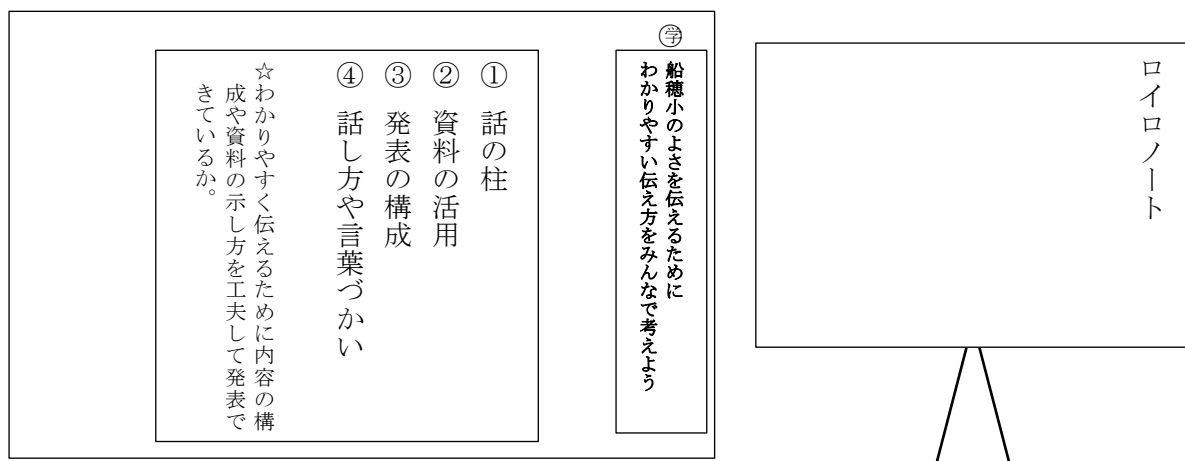 ロイロノート
㊫
船穂小のよさを伝えるために
わかりやすい伝え方をみんなで考えよう
① 話の柱
② 資料の活用
③ 発表の構成
④ 話し方や言葉づかい
☆わかりやすく伝えるために内容の構
成や資料の示し方を工夫して発表で
きているか。